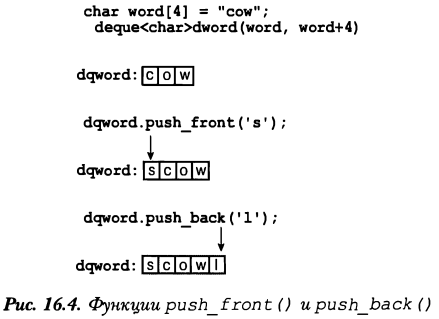 char word[4] = "cow";
deque<char>dword(word, word+4)
dqword: c o w
dqword.push_front('s');
dqword: s c o w
dqword.push_back('l');
dqword: s c o w l
Рис. 16.4. Функции push_front() и push_back()